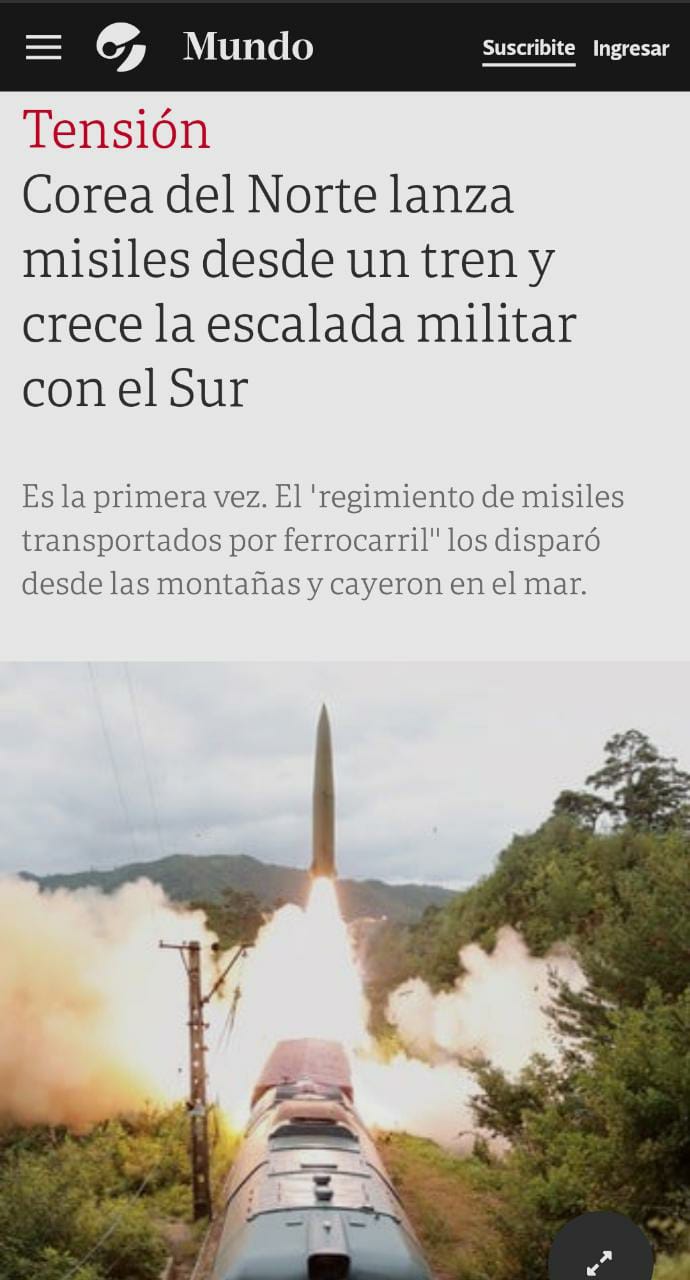 Mundo
Suscribite Ingresar
Tensión
Corea del Norte lanza
misiles desde un tren y
crece la escalada militar
con el Sur
Es la primera vez. El 'regimiento de misiles
transportados por ferrocarril" los disparó
desde las montañas y cayeron en el mar.